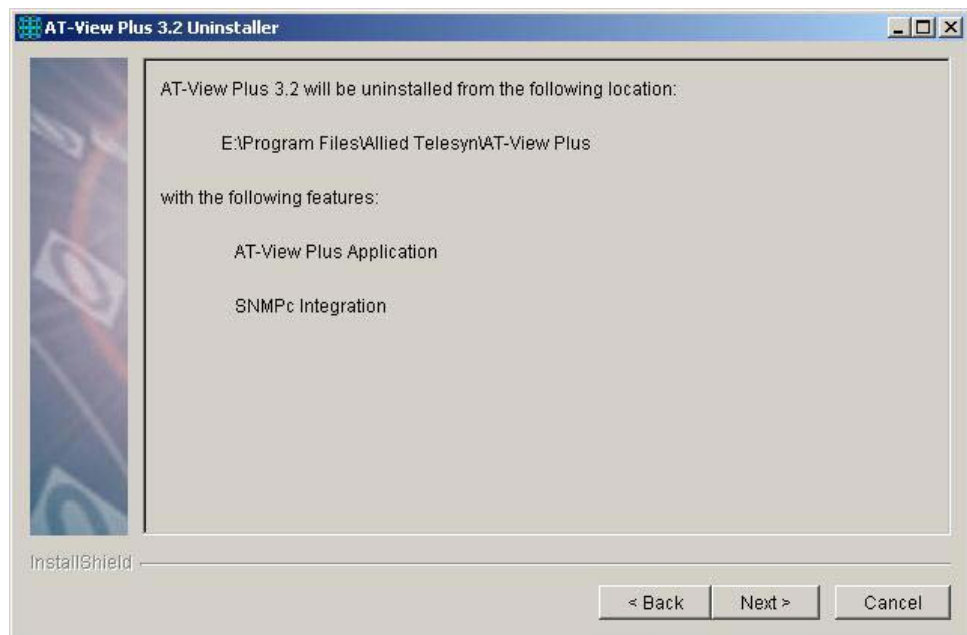 AT-View Plus 3.2 Uninstaller
AT-View Plus 3.2 will be uninstalled from the following location:
E:\Program Files\Allied Telesyn\AT-View Plus
with the following features:
AT-View Plus Application
SNMPc Integration
InstallShield
< Back
Next >
Cancel